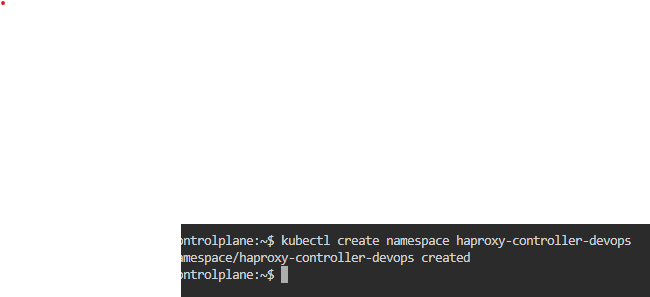 ontrolplane:~$ kubectl create namespace haproxy-controller-devops
amespace/haproxy-controller-devops created
ontrolplane:~$